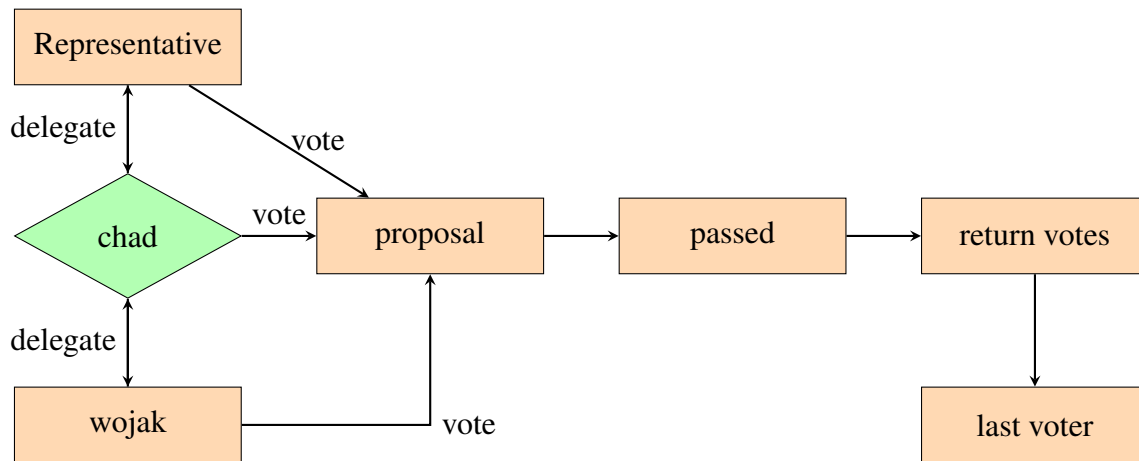 Representative
delegate
vote
chad
vote
proposal
passed
return votes
delegate
wojak
vote
last voter